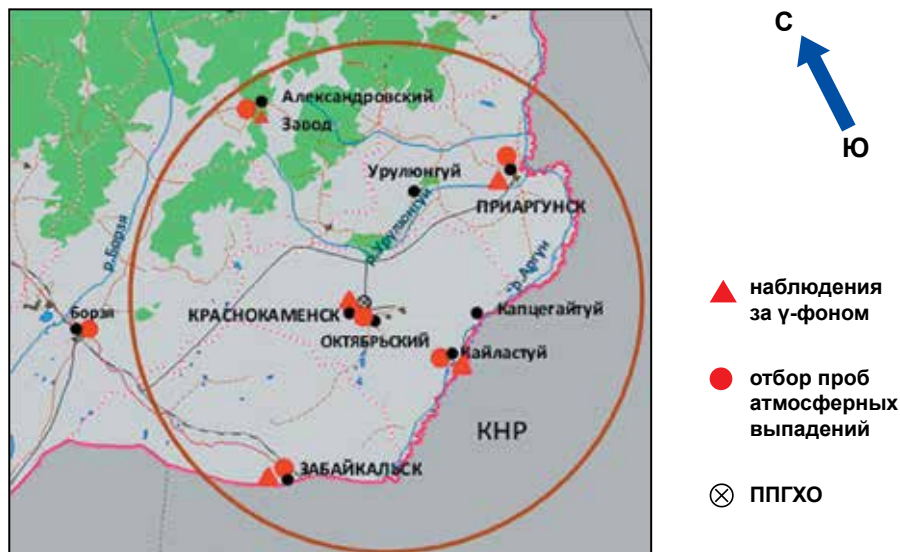 Александровский
Завод
Урулюнгуй
ПРИАРГУНСК
р.Борзя
р.Урулюнгуй
р.Аргун
Борзя
КРАСНОКАМЕНСК
ОКТЯБРЬСКИЙ
Капцегайтуй
Кайластуй
КНР
ЗАБАЙКАЛЬСК
С
Ю
наблюдения
за γ-фоном
отбор проб
атмосферных
выпадений
ППГХО